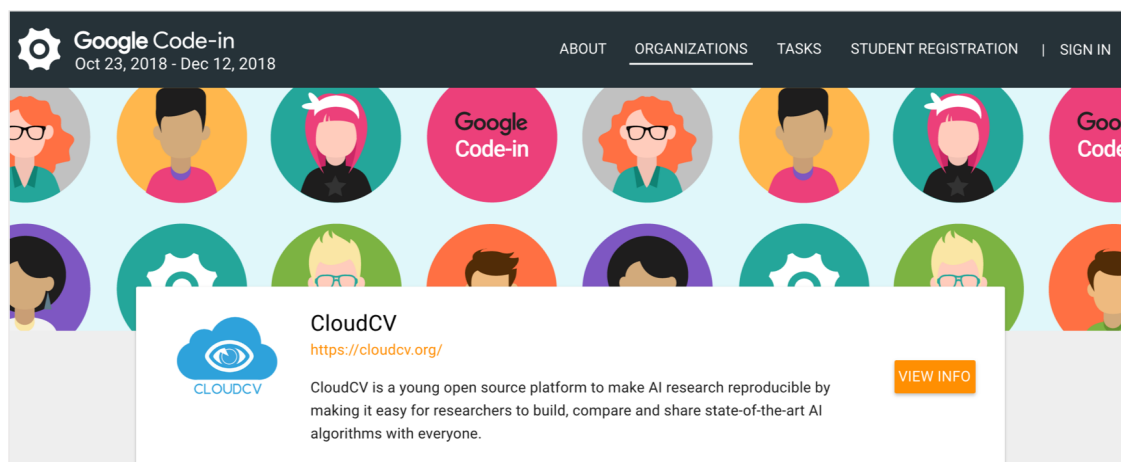 Google Code-in
Oct 23, 2018 - Dec 12, 2018
ABOUT ORGANIZATIONS TASKS STUDENT REGISTRATION | SIGN IN
Google
Code-in
Goo
Code
CLOUDCV
CloudCV
https://cloudcv.org/
CloudCV is a young open source platform to make AI research reproducible by
making it easy for researchers to build, compare and share state-of-the-art AI
algorithms with everyone.
VIEW INFO